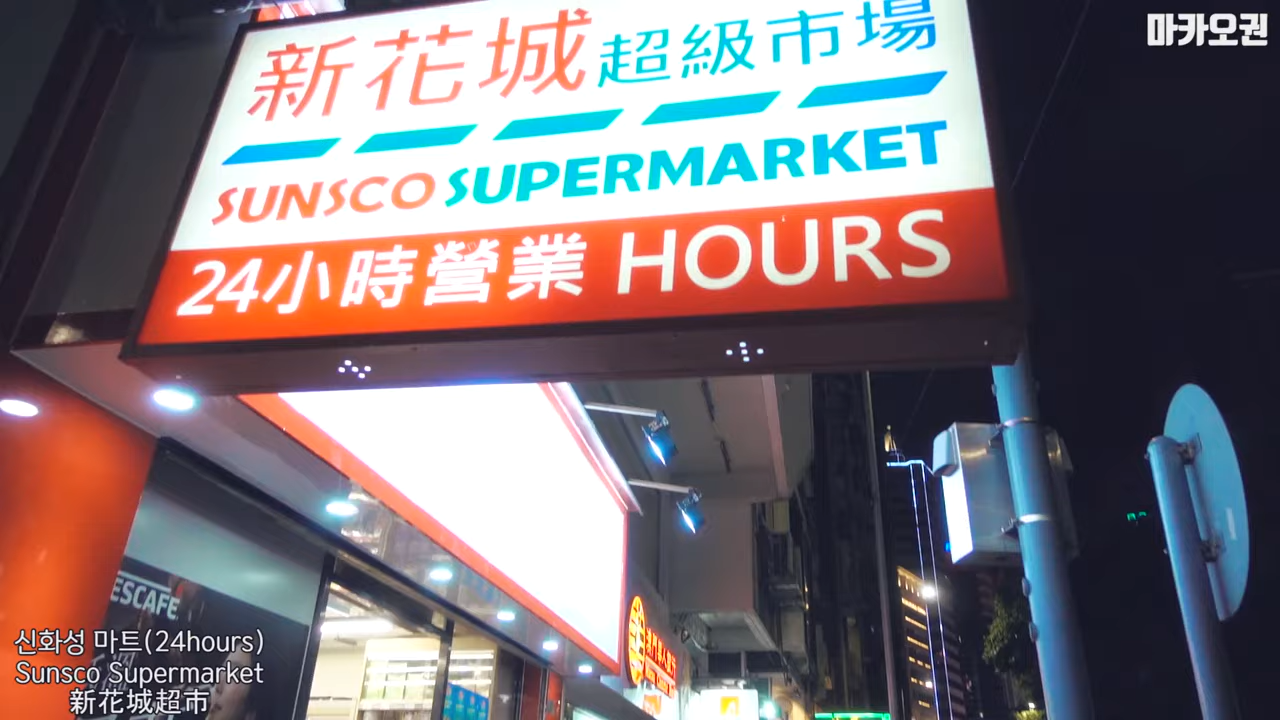 마카오권
新花城超級市場
SUNSCO SUPERMARKET
24小時營業 HOURS
ESCAFE
신화성 마트(24hours)
Sunsco Supermarket
新花城超市